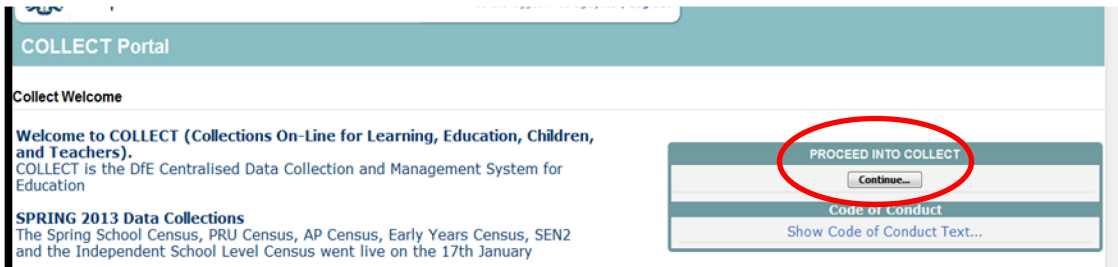 COLLECT Portal
Collect Welcome
Welcome to COLLECT (Collections On-Line for Learning, Education, Children,
and Teachers).
COLLECT is the DfE Centralised Data Collection and Management System for
Education
SPRING 2013 Data Collections
The Spring School Census, PRU Census, AP Census, Early Years Census, SEN2
and the Independent School Level Census went live on the 17th January
PROCEED INTO COLLECT
Continue...
Code of Conduct
Show Code of Conduct Text...